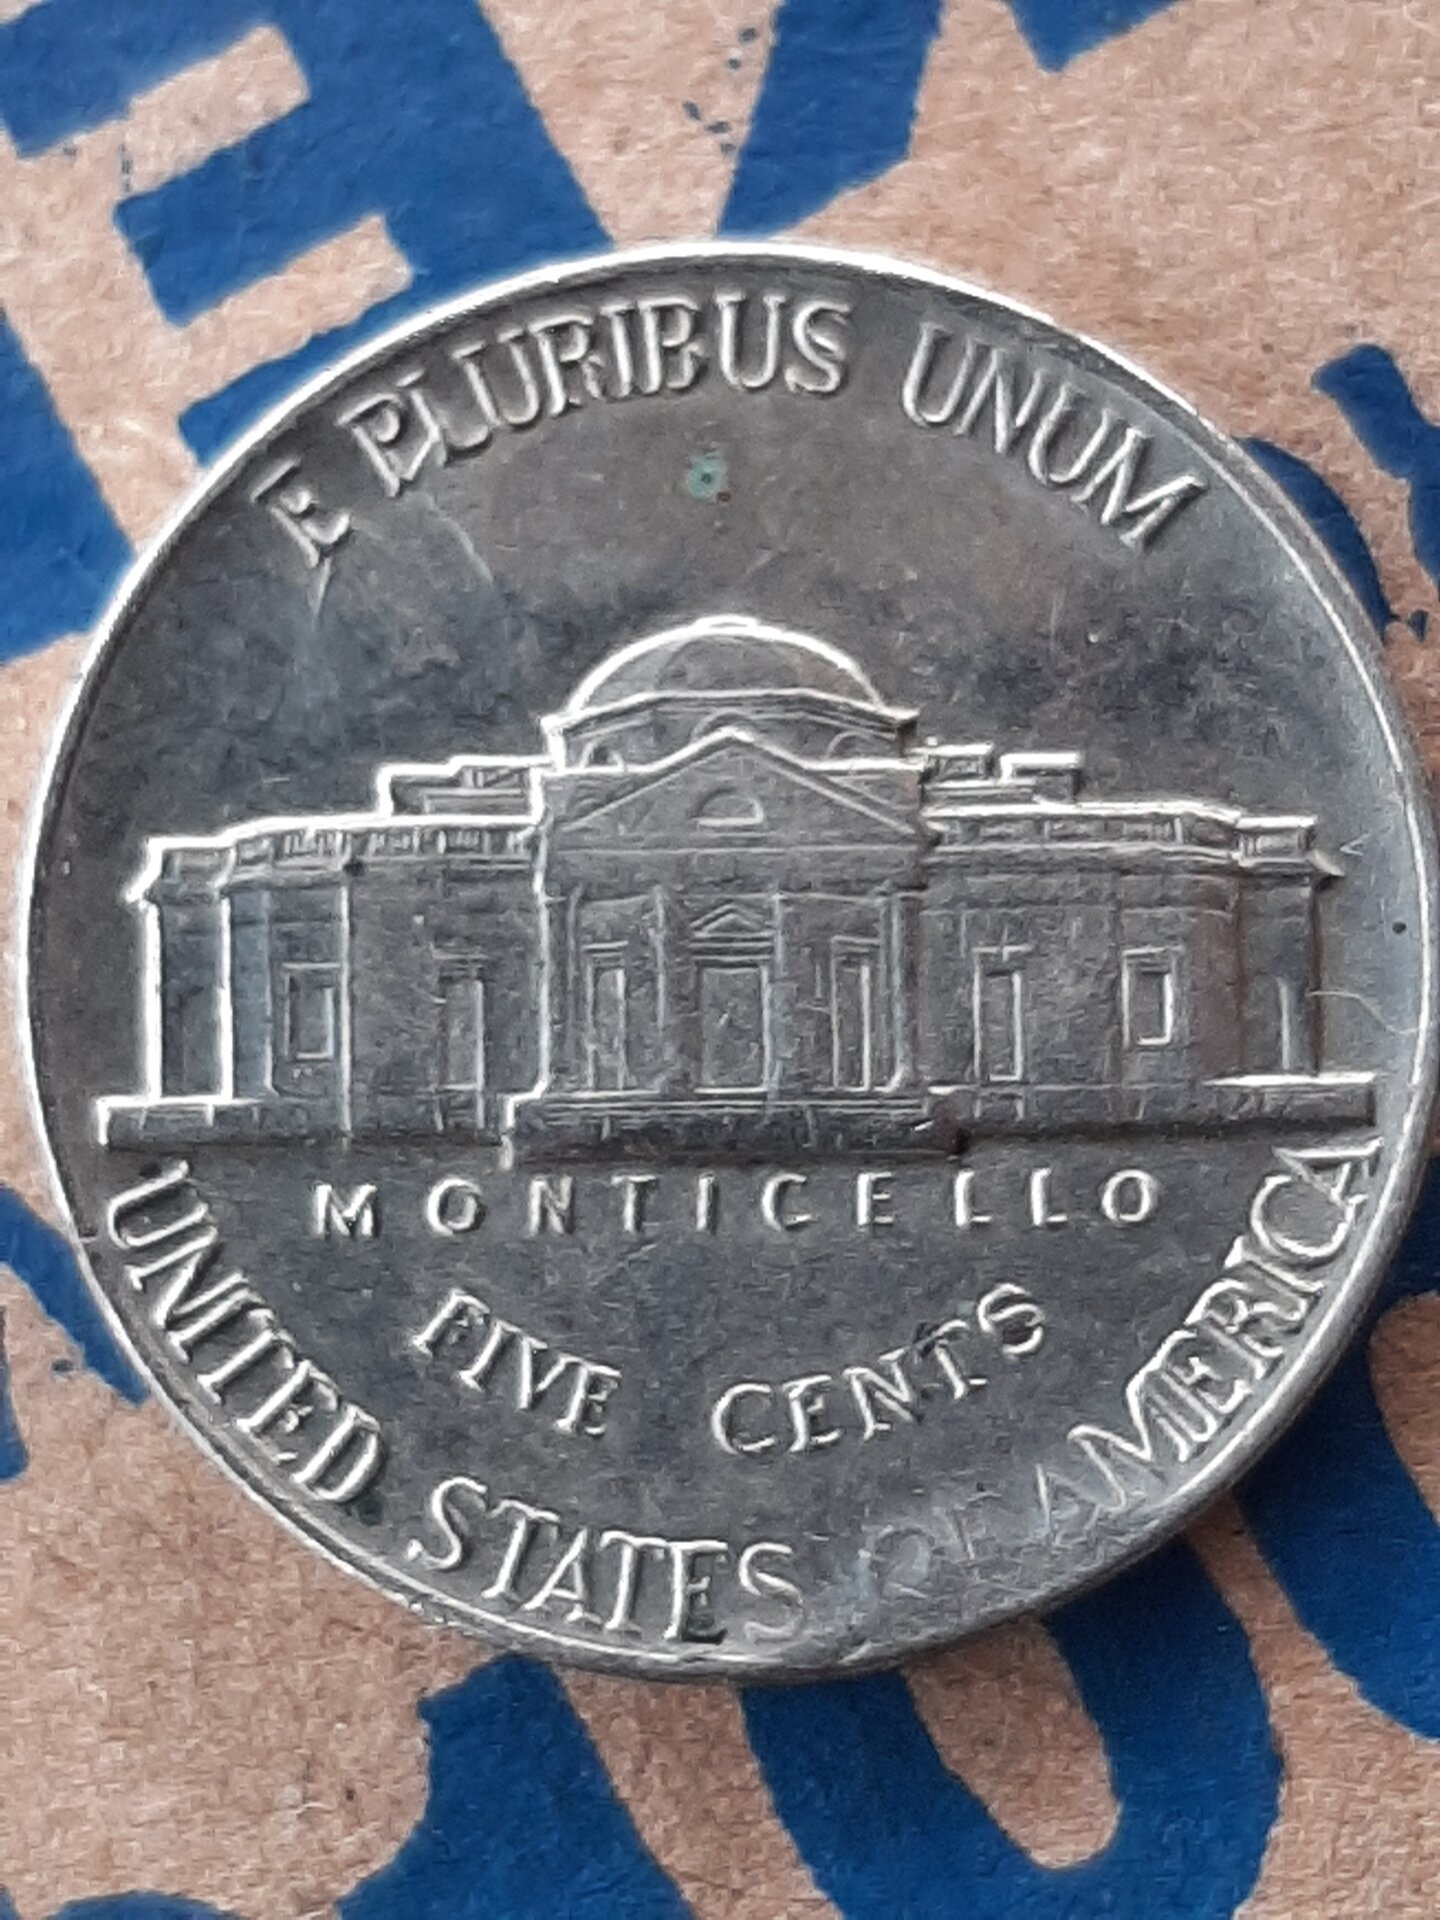 E PLURIBUS UNUM
MONTICELLO
FIVE CENTS
UNITED STATES OF AMERICA